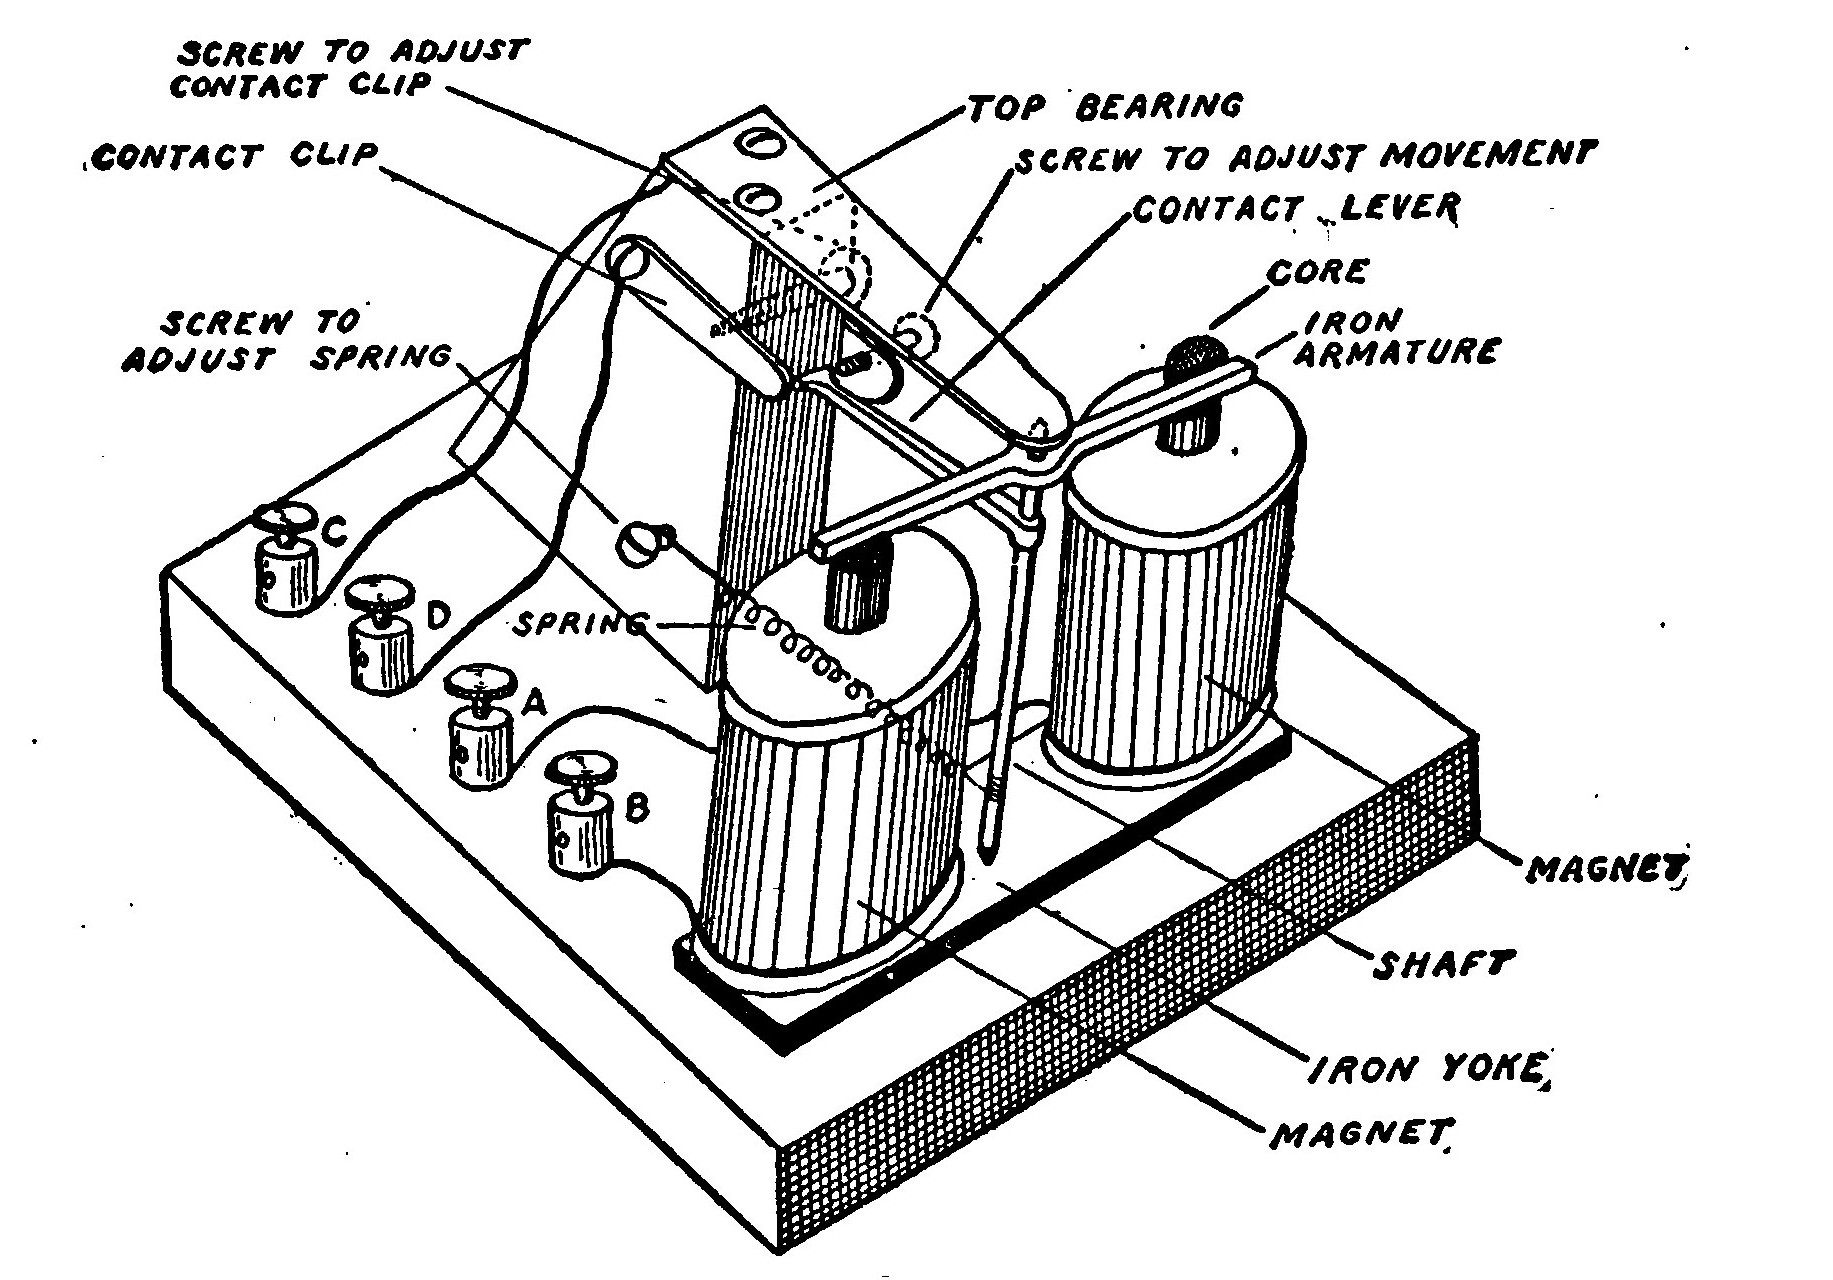 SCREW TO ADJUST
CONTACT CLIP
TOP BEARING
CONTACT CLIP
SCREW TO ADJUST MOVEMENT
CONTACT LEVER
CORE
SCREW TO
ADJUST SPRING
IRON
ARMATURE
C
D
SPRING
A
B
MAGNET
SHAFT
IRON YOKE
MAGNET